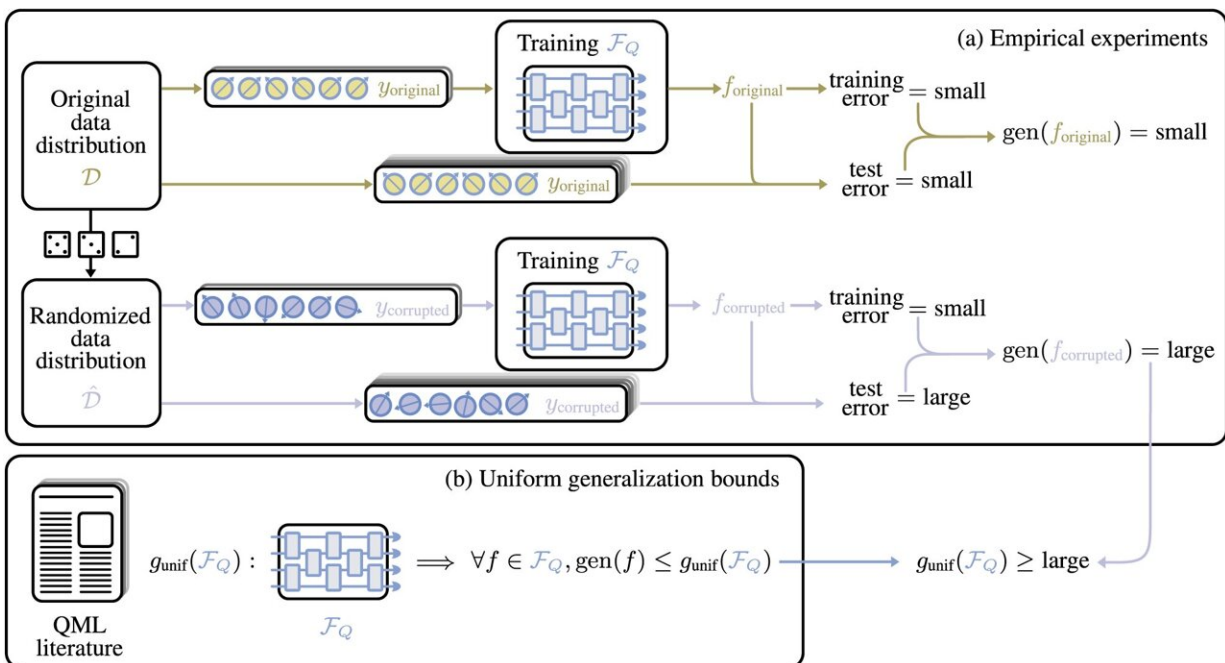 (a) Empirical experiments
Original
data
distribution
𝒟
y_original
Training ℱ_Q
f_original
training
error = small
y_original
test
error = small
gen(f_original) = small
Randomized
data
distribution
𝒟̂
y_corrupted
Training ℱ_Q
f_corrupted
training
error = small
y_corrupted
test
error = large
gen(f_corrupted) = large
(b) Uniform generalization bounds
QML
literature
g_unif(ℱ_Q) :
ℱ_Q
⟹ ∀f ∈ ℱ_Q, gen(f) ≤ g_unif(ℱ_Q)
g_unif(ℱ_Q) ≥ large